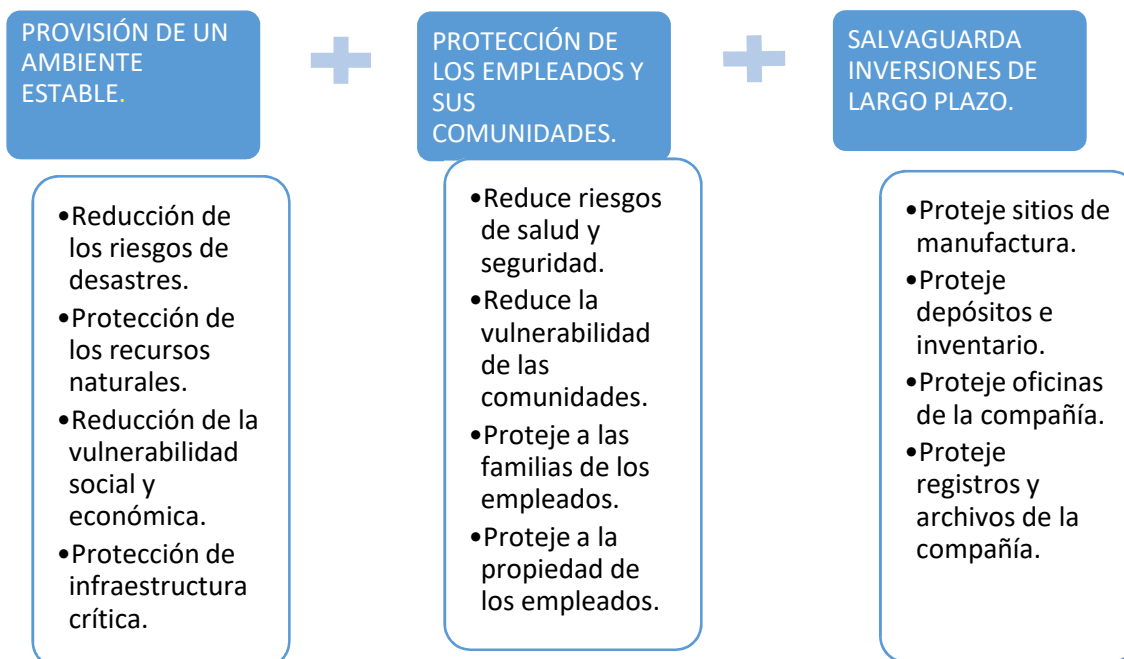 PROVISIÓN DE UN
AMBIENTE
ESTABLE.
•Reducción de
los riesgos de
desastres.
•Protección de
los recursos
naturales.
•Reducción de la
vulnerabilidad
social y
económica.
•Protección de
infraestructura
crítica.
PROTECCIÓN DE
LOS EMPLEADOS Y
SUS
COMUNIDADES.
•Reduce riesgos
de salud y
seguridad.
•Reduce la
vulnerabilidad
de las
comunidades.
•Proteje a las
familias de los
empleados.
•Proteje a la
propiedad de
los empleados.
SALVAGUARDA
INVERSIONES DE
LARGO PLAZO.
•Proteje sitios de
manufactura.
•Proteje
depósitos e
inventario.
•Proteje oficinas
de la compañía.
•Proteje
registros y
archivos de la
compañía.